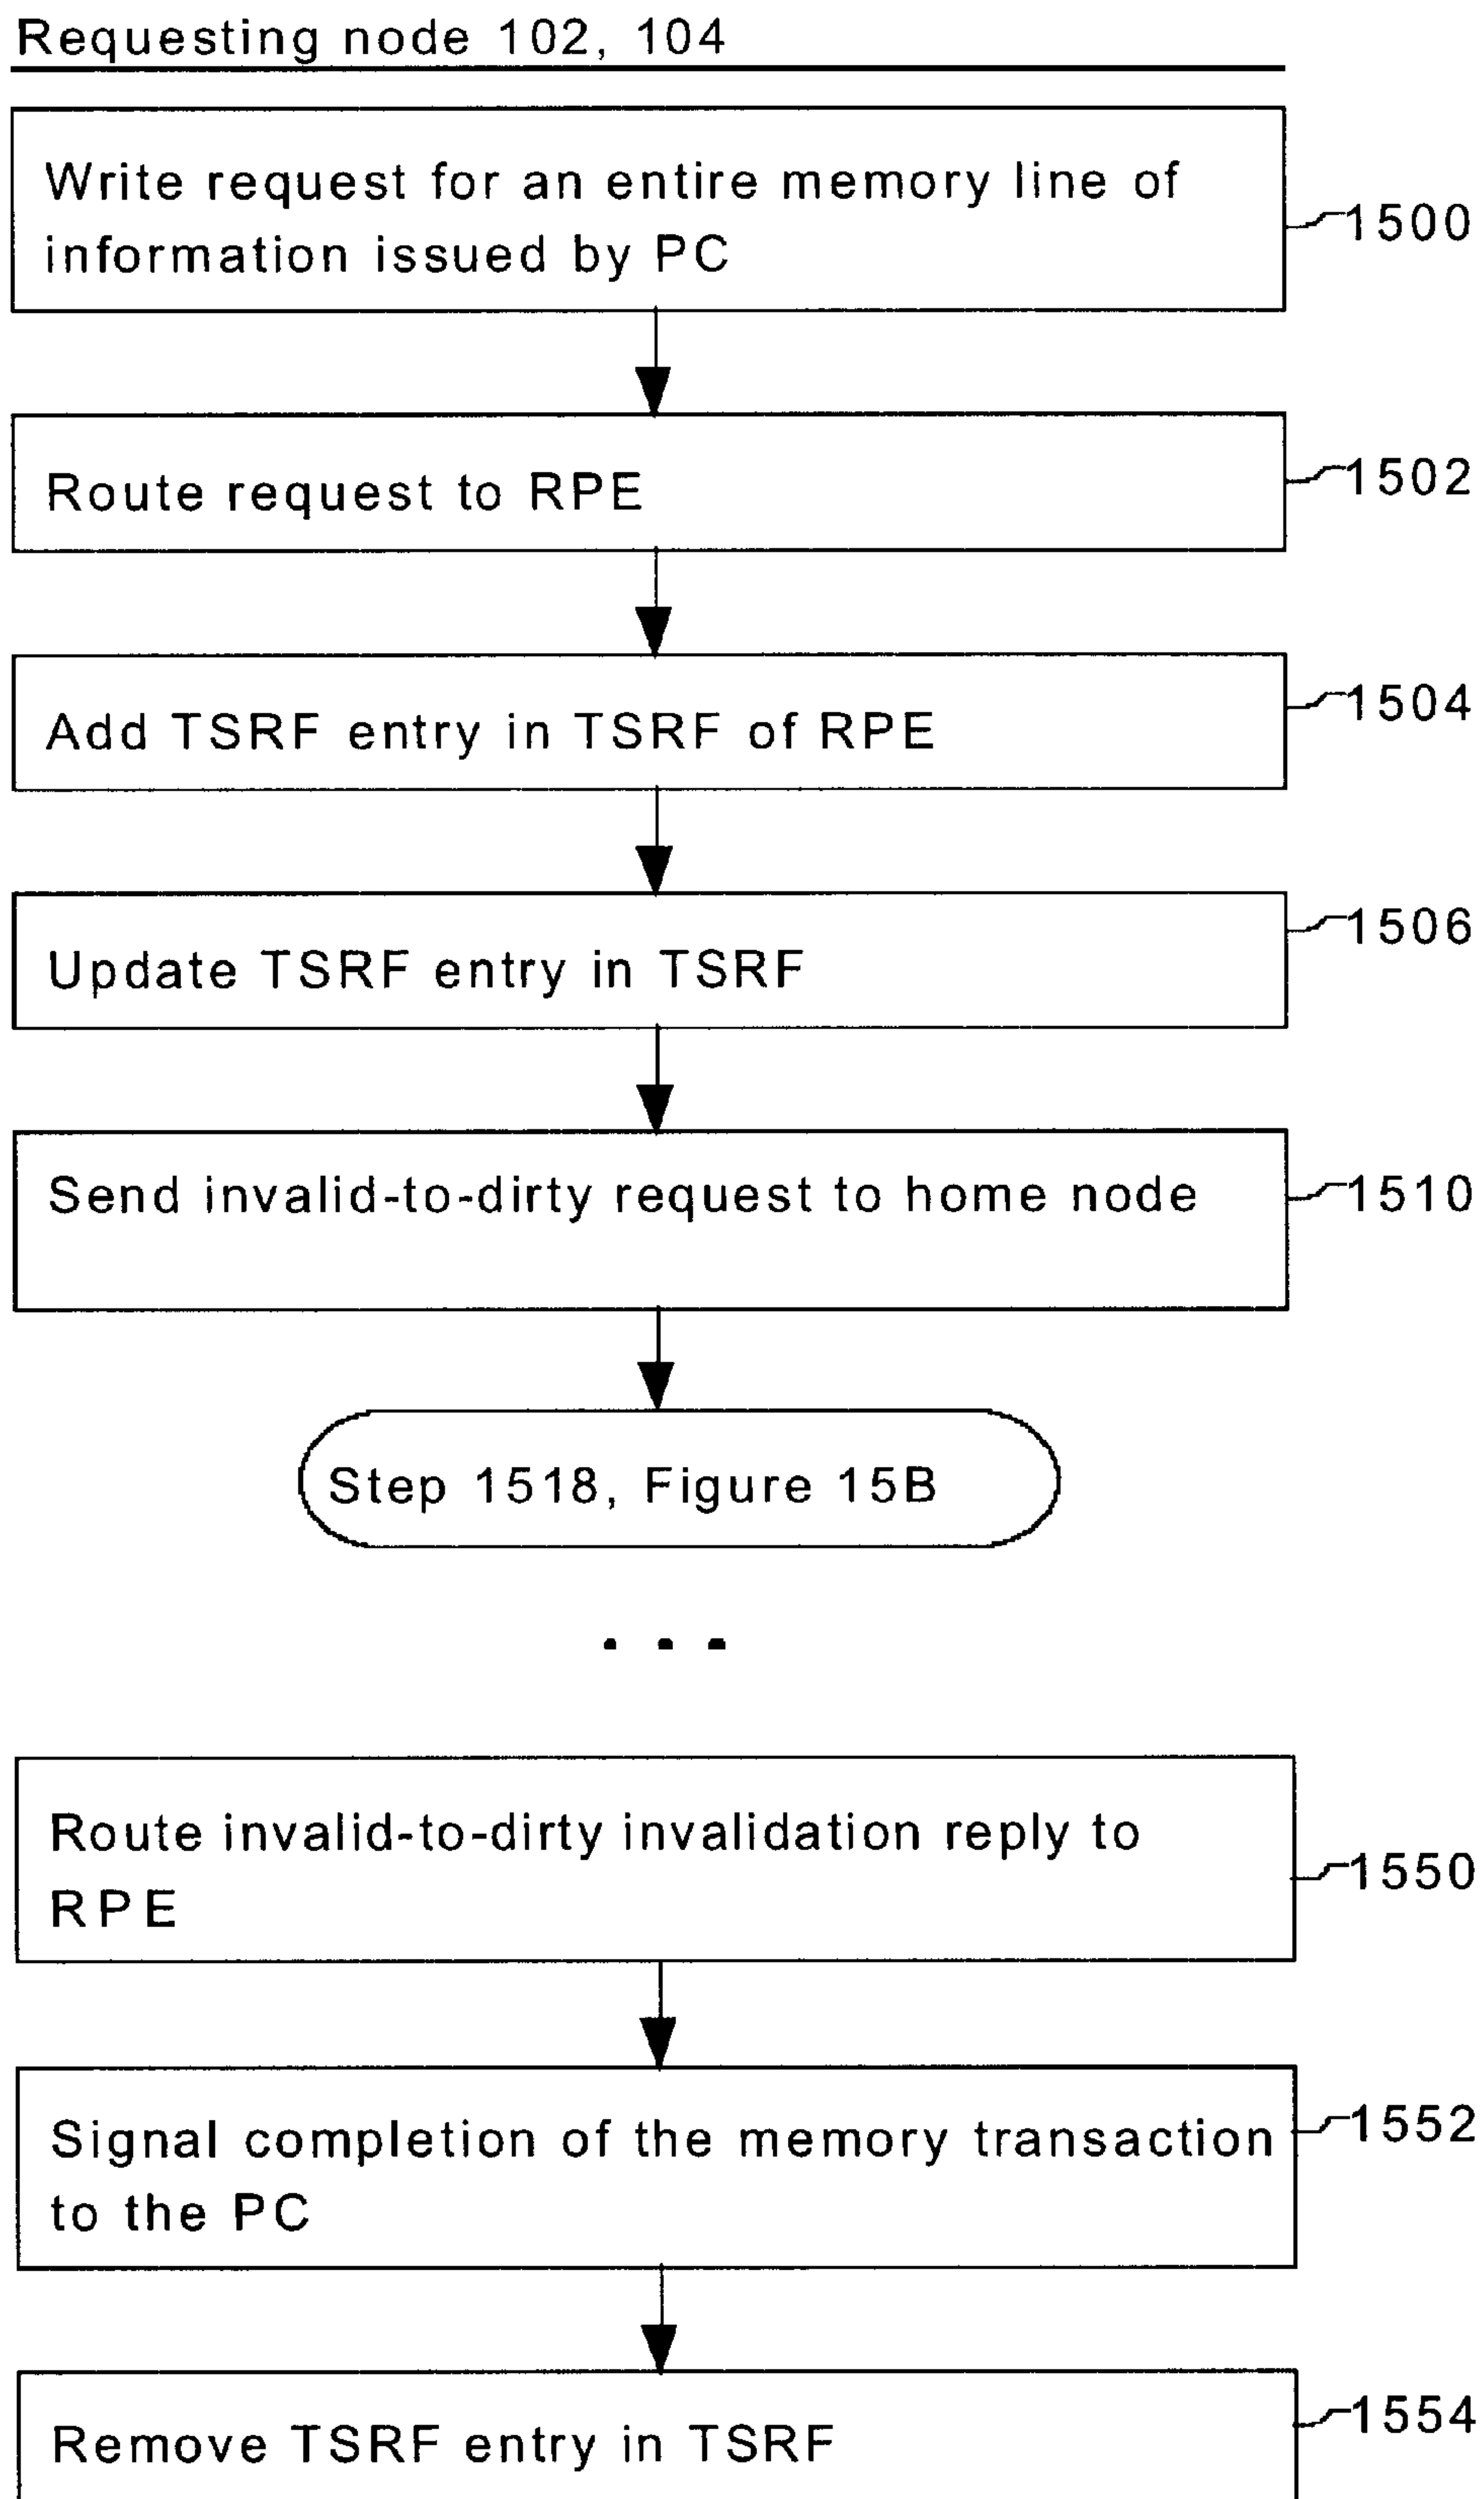 Requesting node 102, 104
Write request for an entire memory line of
information issued by PC
1500
Route request to RPE
1502
Add TSRF entry in TSRF of RPE
1504
Update TSRF entry in TSRF
1506
Send invalid-to-dirty request to home node
1510
Step 1518, Figure 15B
...
Route invalid-to-dirty invalidation reply to
RPE
1550
Signal completion of the memory transaction
to the PC
1552
Remove TSRF entry in TSRF
1554